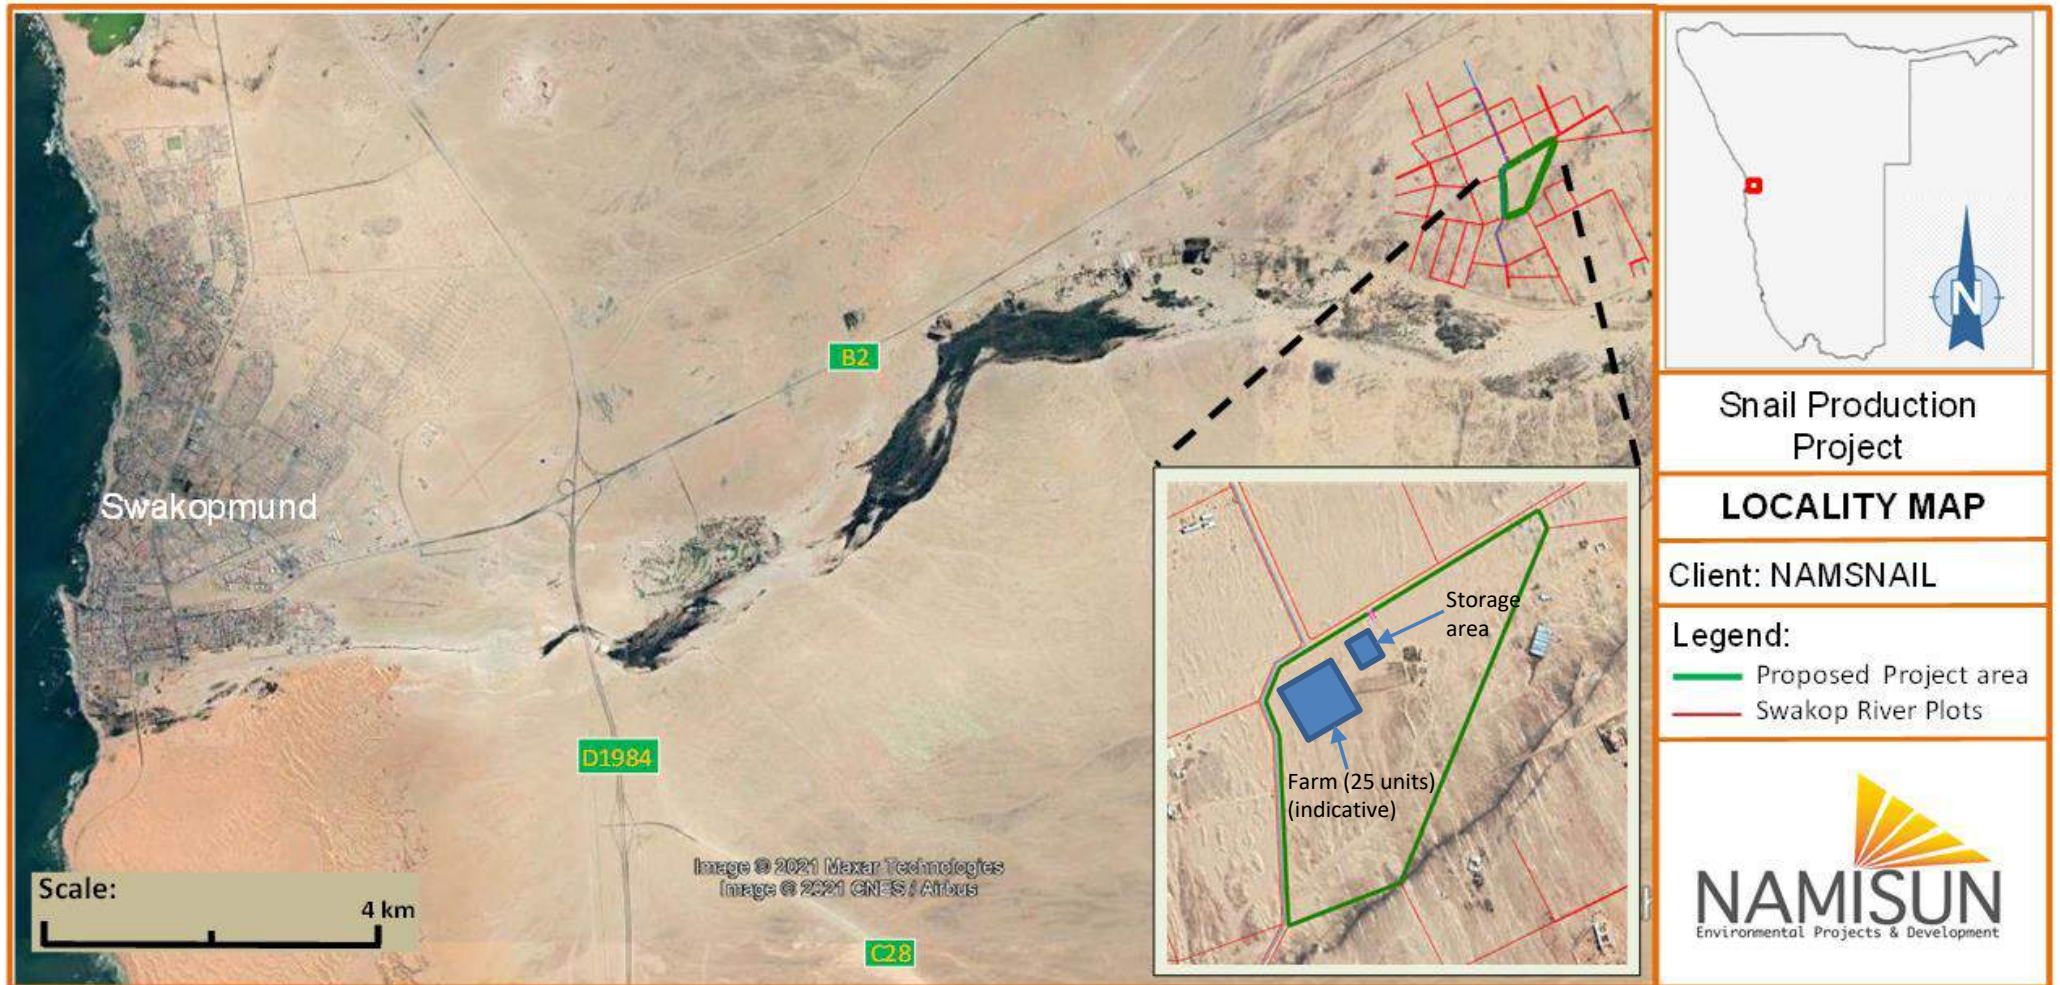 Swakopmund
B2
D1984
C28
Image © 2021 Maxar Technologies
Image © 2021 CNES / Airbus
Scale:
4 km
Storage
area
Farm (25 units)
(indicative)
N
Snail Production
Project
LOCALITY MAP
Client: NAMSNAIL
Legend:
Proposed Project area
Swakop River Plots
NAMISUN
Environmental Projects & Development